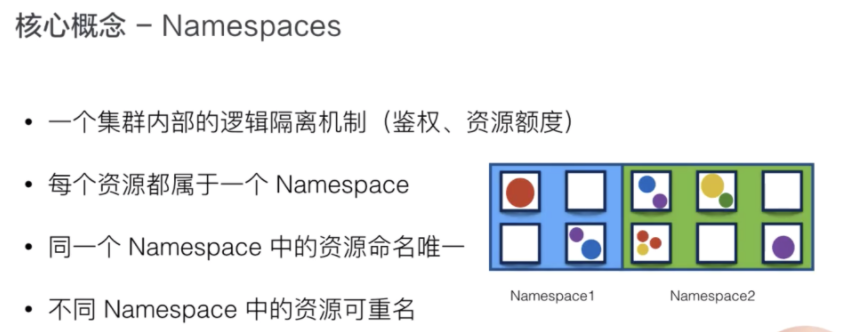 核心概念 – Namespaces
• 一个集群内部的逻辑隔离机制（鉴权、资源额度）
• 每个资源都属于一个 Namespace
• 同一个 Namespace 中的资源命名唯一
• 不同 Namespace 中的资源可重名
Namespace1
Namespace2